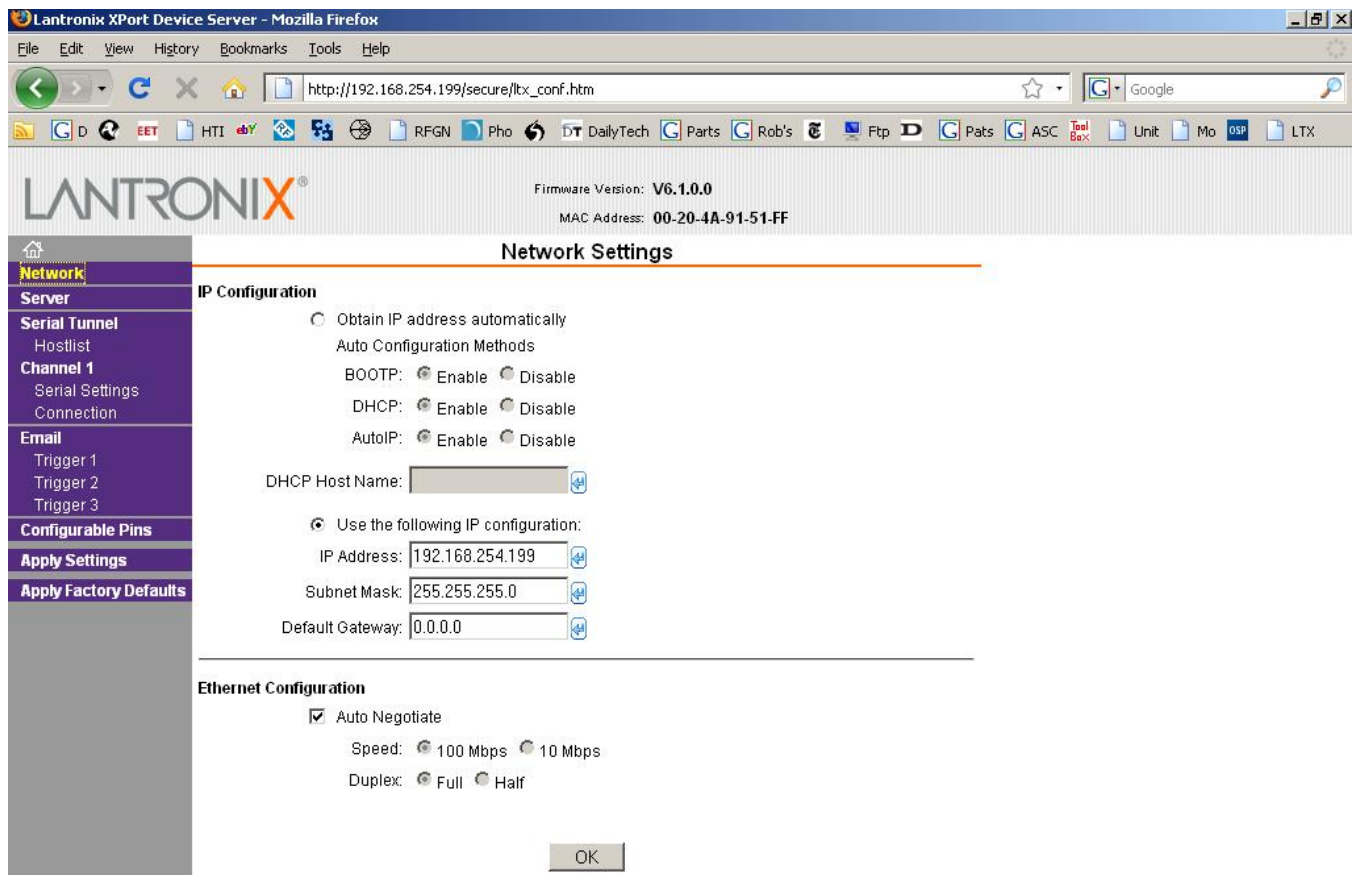 Lantronix XPort Device Server - Mozilla Firefox
File Edit View History Bookmarks Tools Help
http://192.168.254.199/secure/ltx_conf.htm
G Google
G D EET HTI ebY RFGN Pho DT DailyTech G Parts G Rob's Ftp D G Pats G ASC Tool Box Unit Mo OSP LTX
LANTRONIX®
Firmware Version: V6.1.0.0
MAC Address: 00-20-4A-91-51-FF
Network
Server
Serial Tunnel
Hostlist
Channel 1
Serial Settings
Connection
Email
Trigger 1
Trigger 2
Trigger 3
Configurable Pins
Apply Settings
Apply Factory Defaults
Network Settings
IP Configuration
Obtain IP address automatically
Auto Configuration Methods
BOOTP: Enable Disable
DHCP: Enable Disable
AutoIP: Enable Disable
DHCP Host Name:
Use the following IP configuration:
IP Address: 192.168.254.199
Subnet Mask: 255.255.255.0
Default Gateway: 0.0.0.0
Ethernet Configuration
Auto Negotiate
Speed: 100 Mbps 10 Mbps
Duplex: Full Half
OK